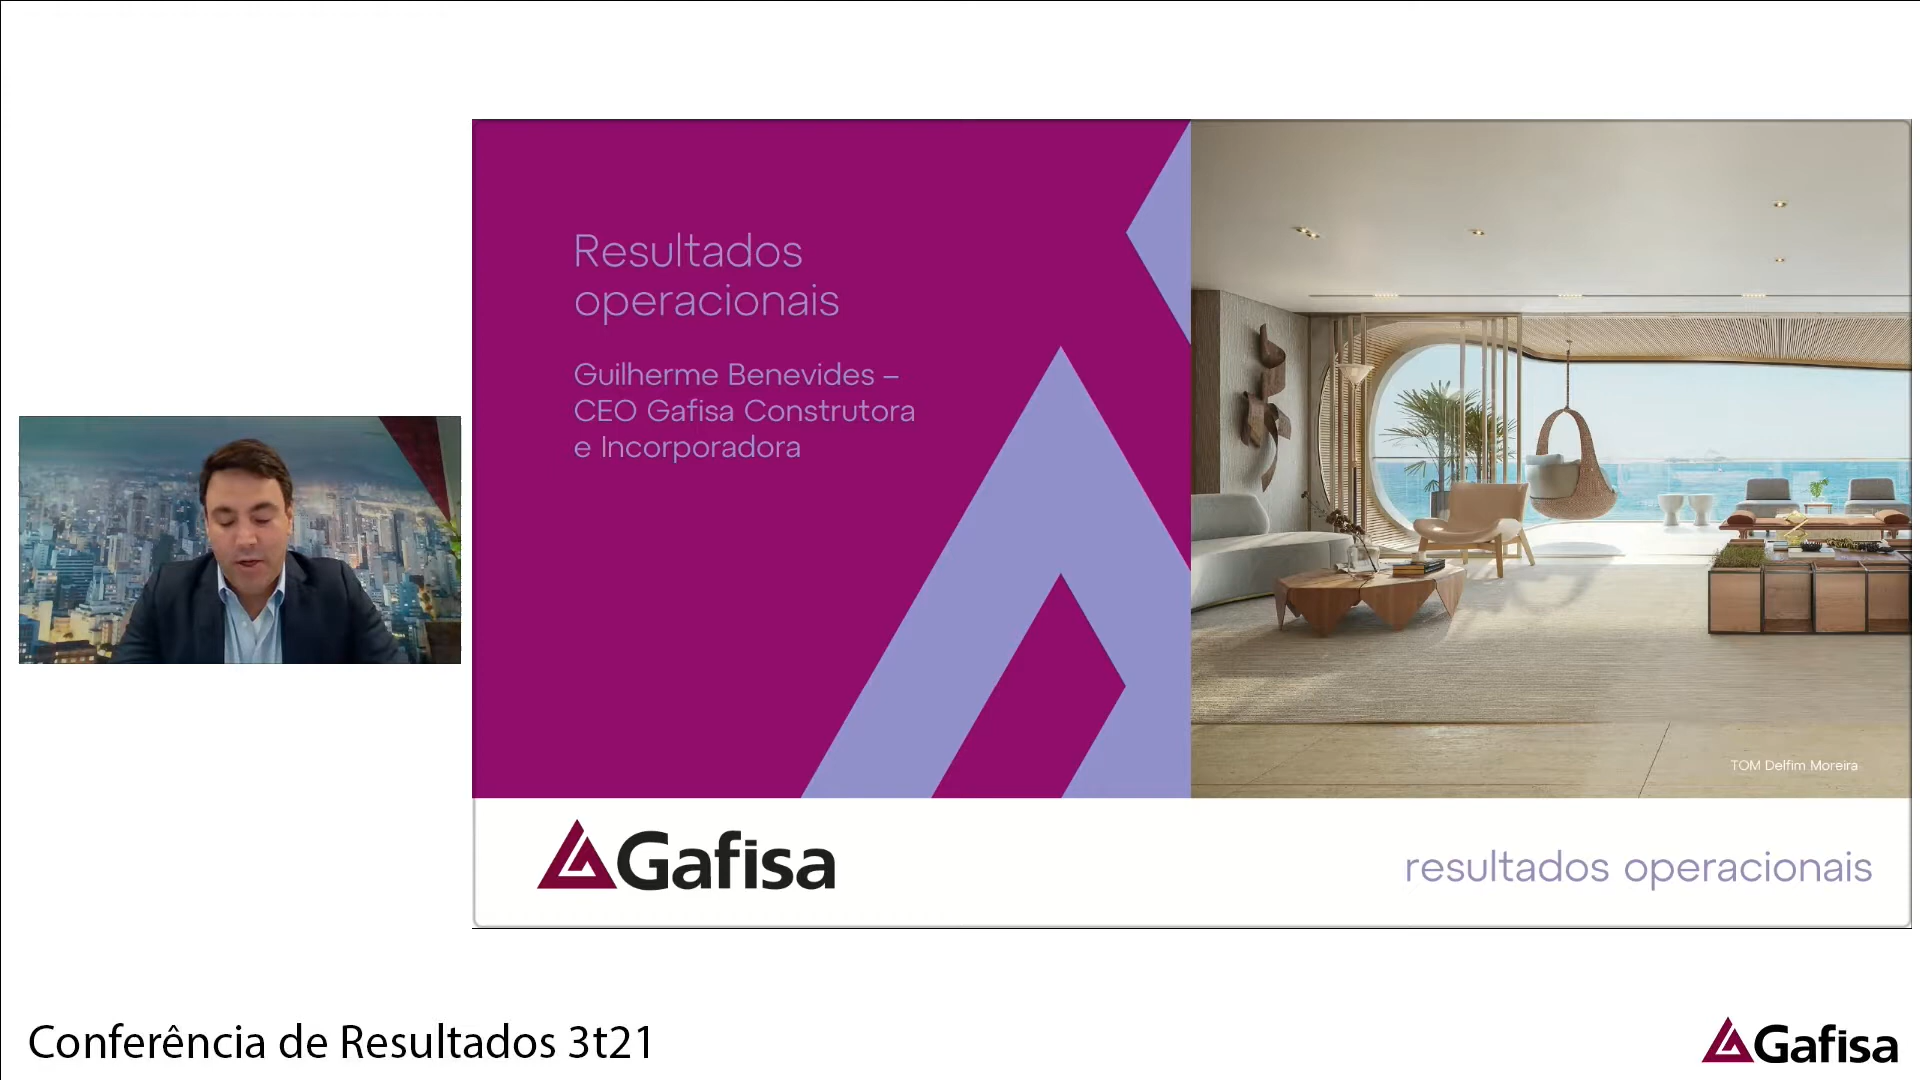 Resultados
operacionais
Guilherme Benevides –
CEO Gafisa Construtora
e Incorporadora
TOM Delfim Moreira
Gafisa
resultados operacionais
Conferência de Resultados 3t21
Gafisa